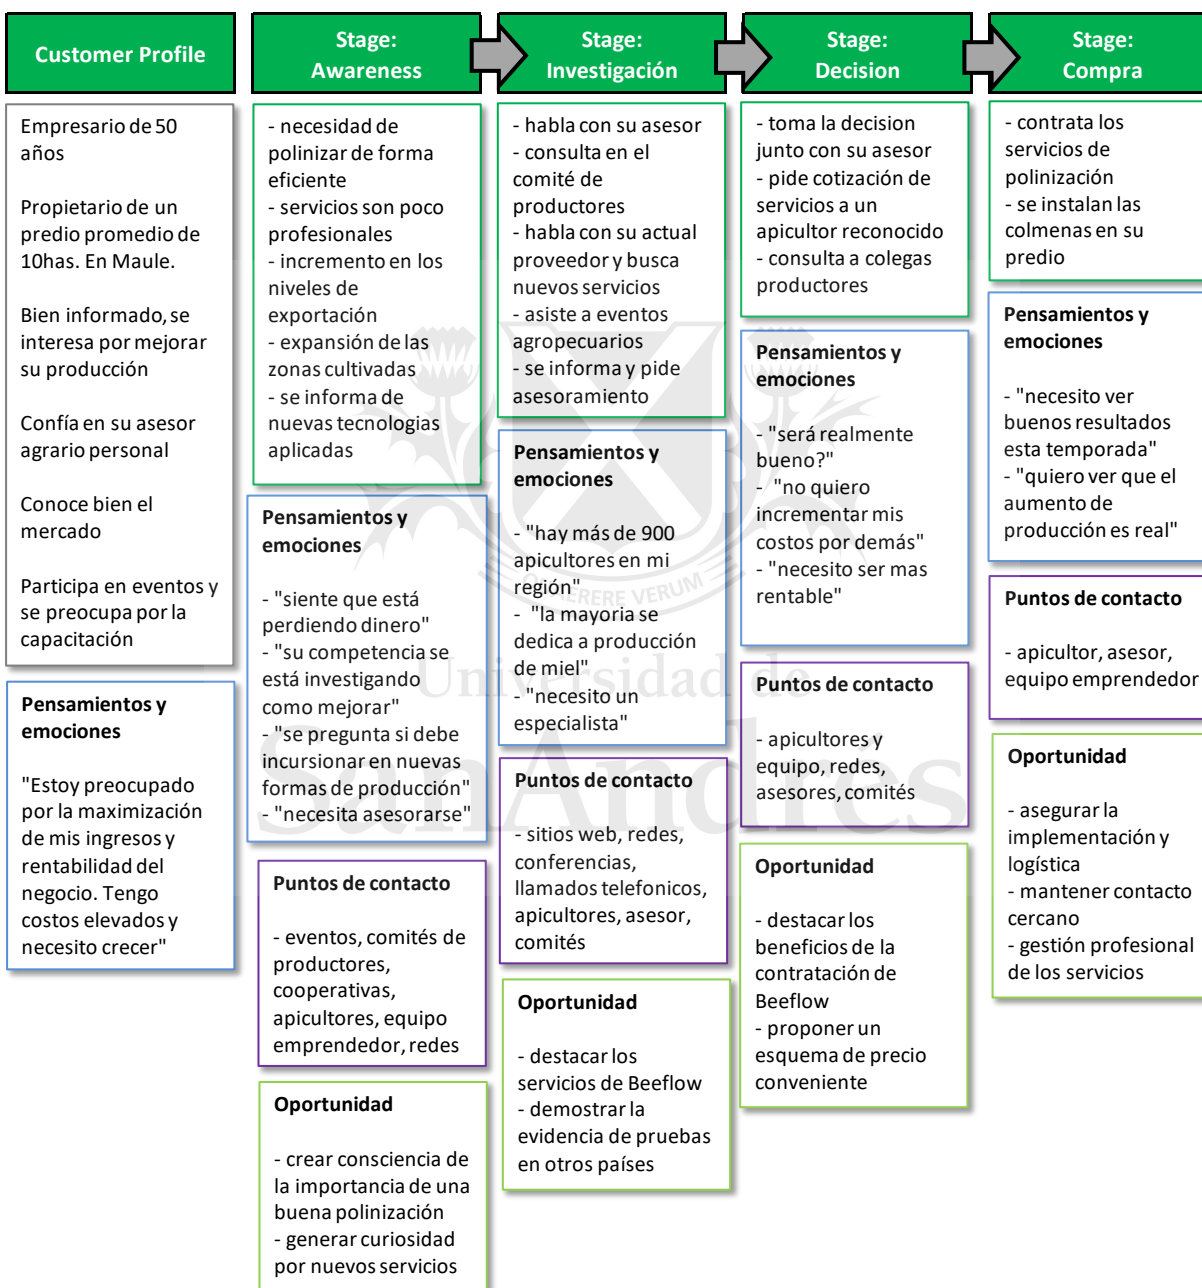 Customer Profile
Empresario de 50
años
Propietario de un
predio promedio de
10has. En Maule.
Bien informado, se
interesa por mejorar
su producción
Confía en su asesor
agrario personal
Conoce bien el
mercado
Participa en eventos y
se preocupa por la
capacitación
Pensamientos y
emociones
"Estoy preocupado
por la maximización
de mis ingresos y
rentabilidad del
negocio. Tengo
costos elevados y
necesito crecer"
Stage:
Awareness
- necesidad de
polinizar de forma
eficiente
- servicios son poco
profesionales
- incremento en los
niveles de
exportación
- expansión de las
zonas cultivadas
- se informa de
nuevas tecnologias
aplicadas
Pensamientos y
emociones
- "siente que está
perdiendo dinero"
- "su competencia se
está investigando
como mejorar"
- "se pregunta si debe
incursionar en nuevas
formas de producción"
- "necesita asesorarse"
Puntos de contacto
- eventos, comités de
productores,
cooperativas,
apicultores, equipo
emprendedor, redes
Oportunidad
- crear consciencia de
la importancia de una
buena polinización
- generar curiosidad
por nuevos servicios
Stage:
Investigación
- habla con su asesor
- consulta en el
comité de
productores
- habla con su actual
proveedor y busca
nuevos servicios
- asiste a eventos
agropecuarios
- se informa y pide
asesoramiento
Pensamientos y
emociones
- "hay más de 900
apicultores en mi
región"
- "la mayoria se
dedica a producción
de miel"
- "necesito un
especialista"
Puntos de contacto
- sitios web, redes,
conferencias,
llamados telefonicos,
apicultores, asesor,
comités
Oportunidad
- destacar los
servicios de Beeflow
- demostrar la
evidencia de pruebas
en otros países
Stage:
Decision
- toma la decision
junto con su asesor
- pide cotización de
servicios a un
apicultor reconocido
- consulta a colegas
productores
Pensamientos y
emociones
- "será realmente
bueno?"
- "no quiero
incrementar mis
costos por demás"
- "necesito ser mas
rentable"
Puntos de contacto
- apicultores y
equipo, redes,
asesores, comités
Oportunidad
- destacar los
beneficios de la
contratación de
Beeflow
- proponer un
esquema de precio
conveniente
Stage:
Compra
- contrata los
servicios de
polinización
- se instalan las
colmenas en su
predio
Pensamientos y
emociones
- "necesito ver
buenos resultados
esta temporada"
- "quiero ver que el
aumento de
producción es real"
Puntos de contacto
- apicultor, asesor,
equipo emprendedor
Oportunidad
- asegurar la
implementación y
logística
- mantener contacto
cercano
- gestión profesional
de los servicios
QUAERERE VERUM
Universidad de
SanAndrés